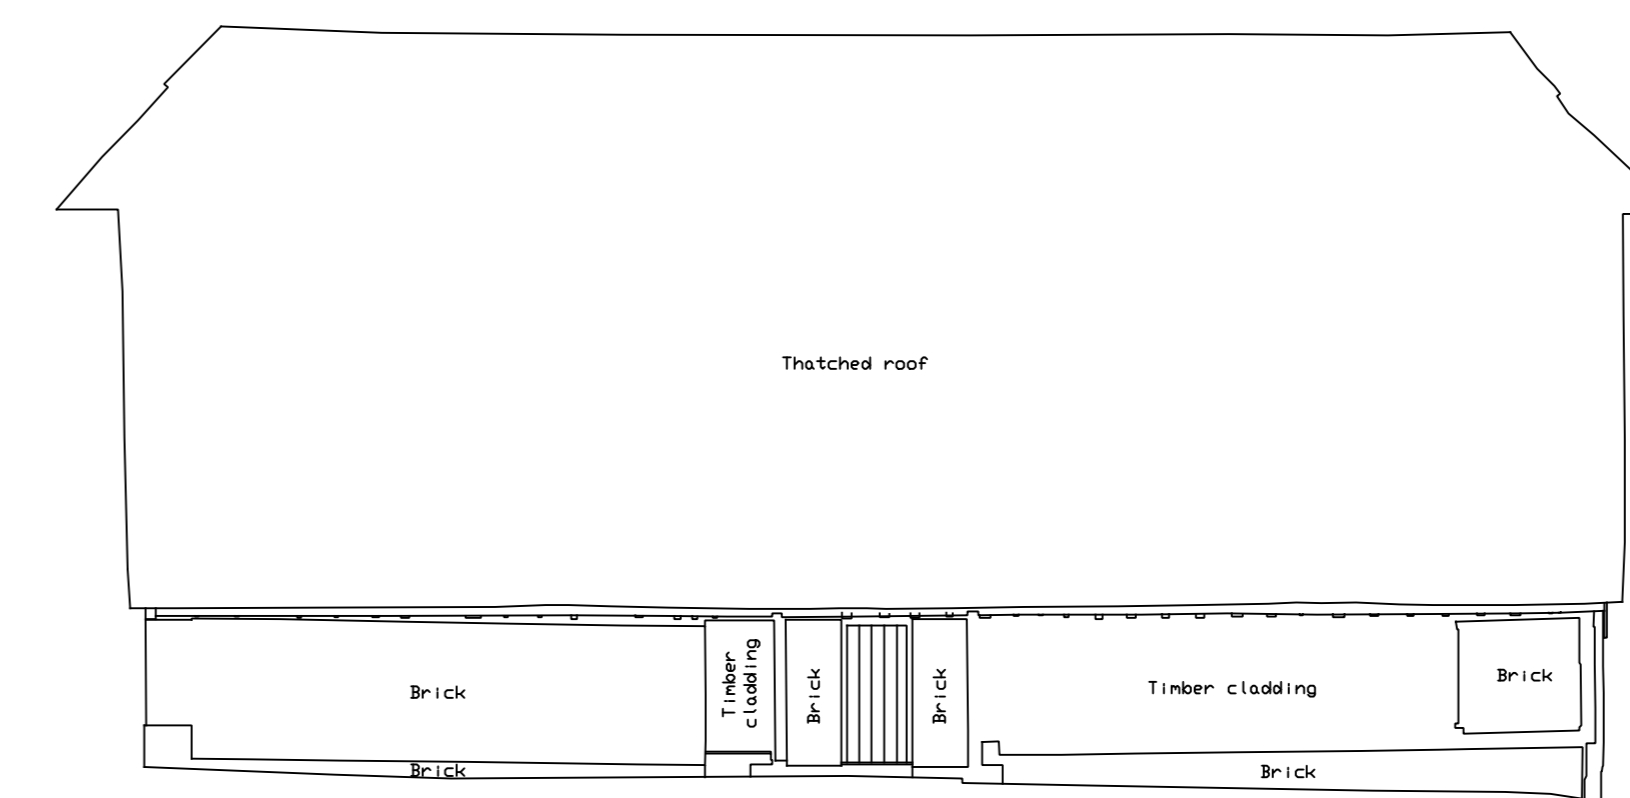 Thatched roof
Brick
Timber
cladding
Brick
Brick
Timber cladding
Brick
Brick
Brick